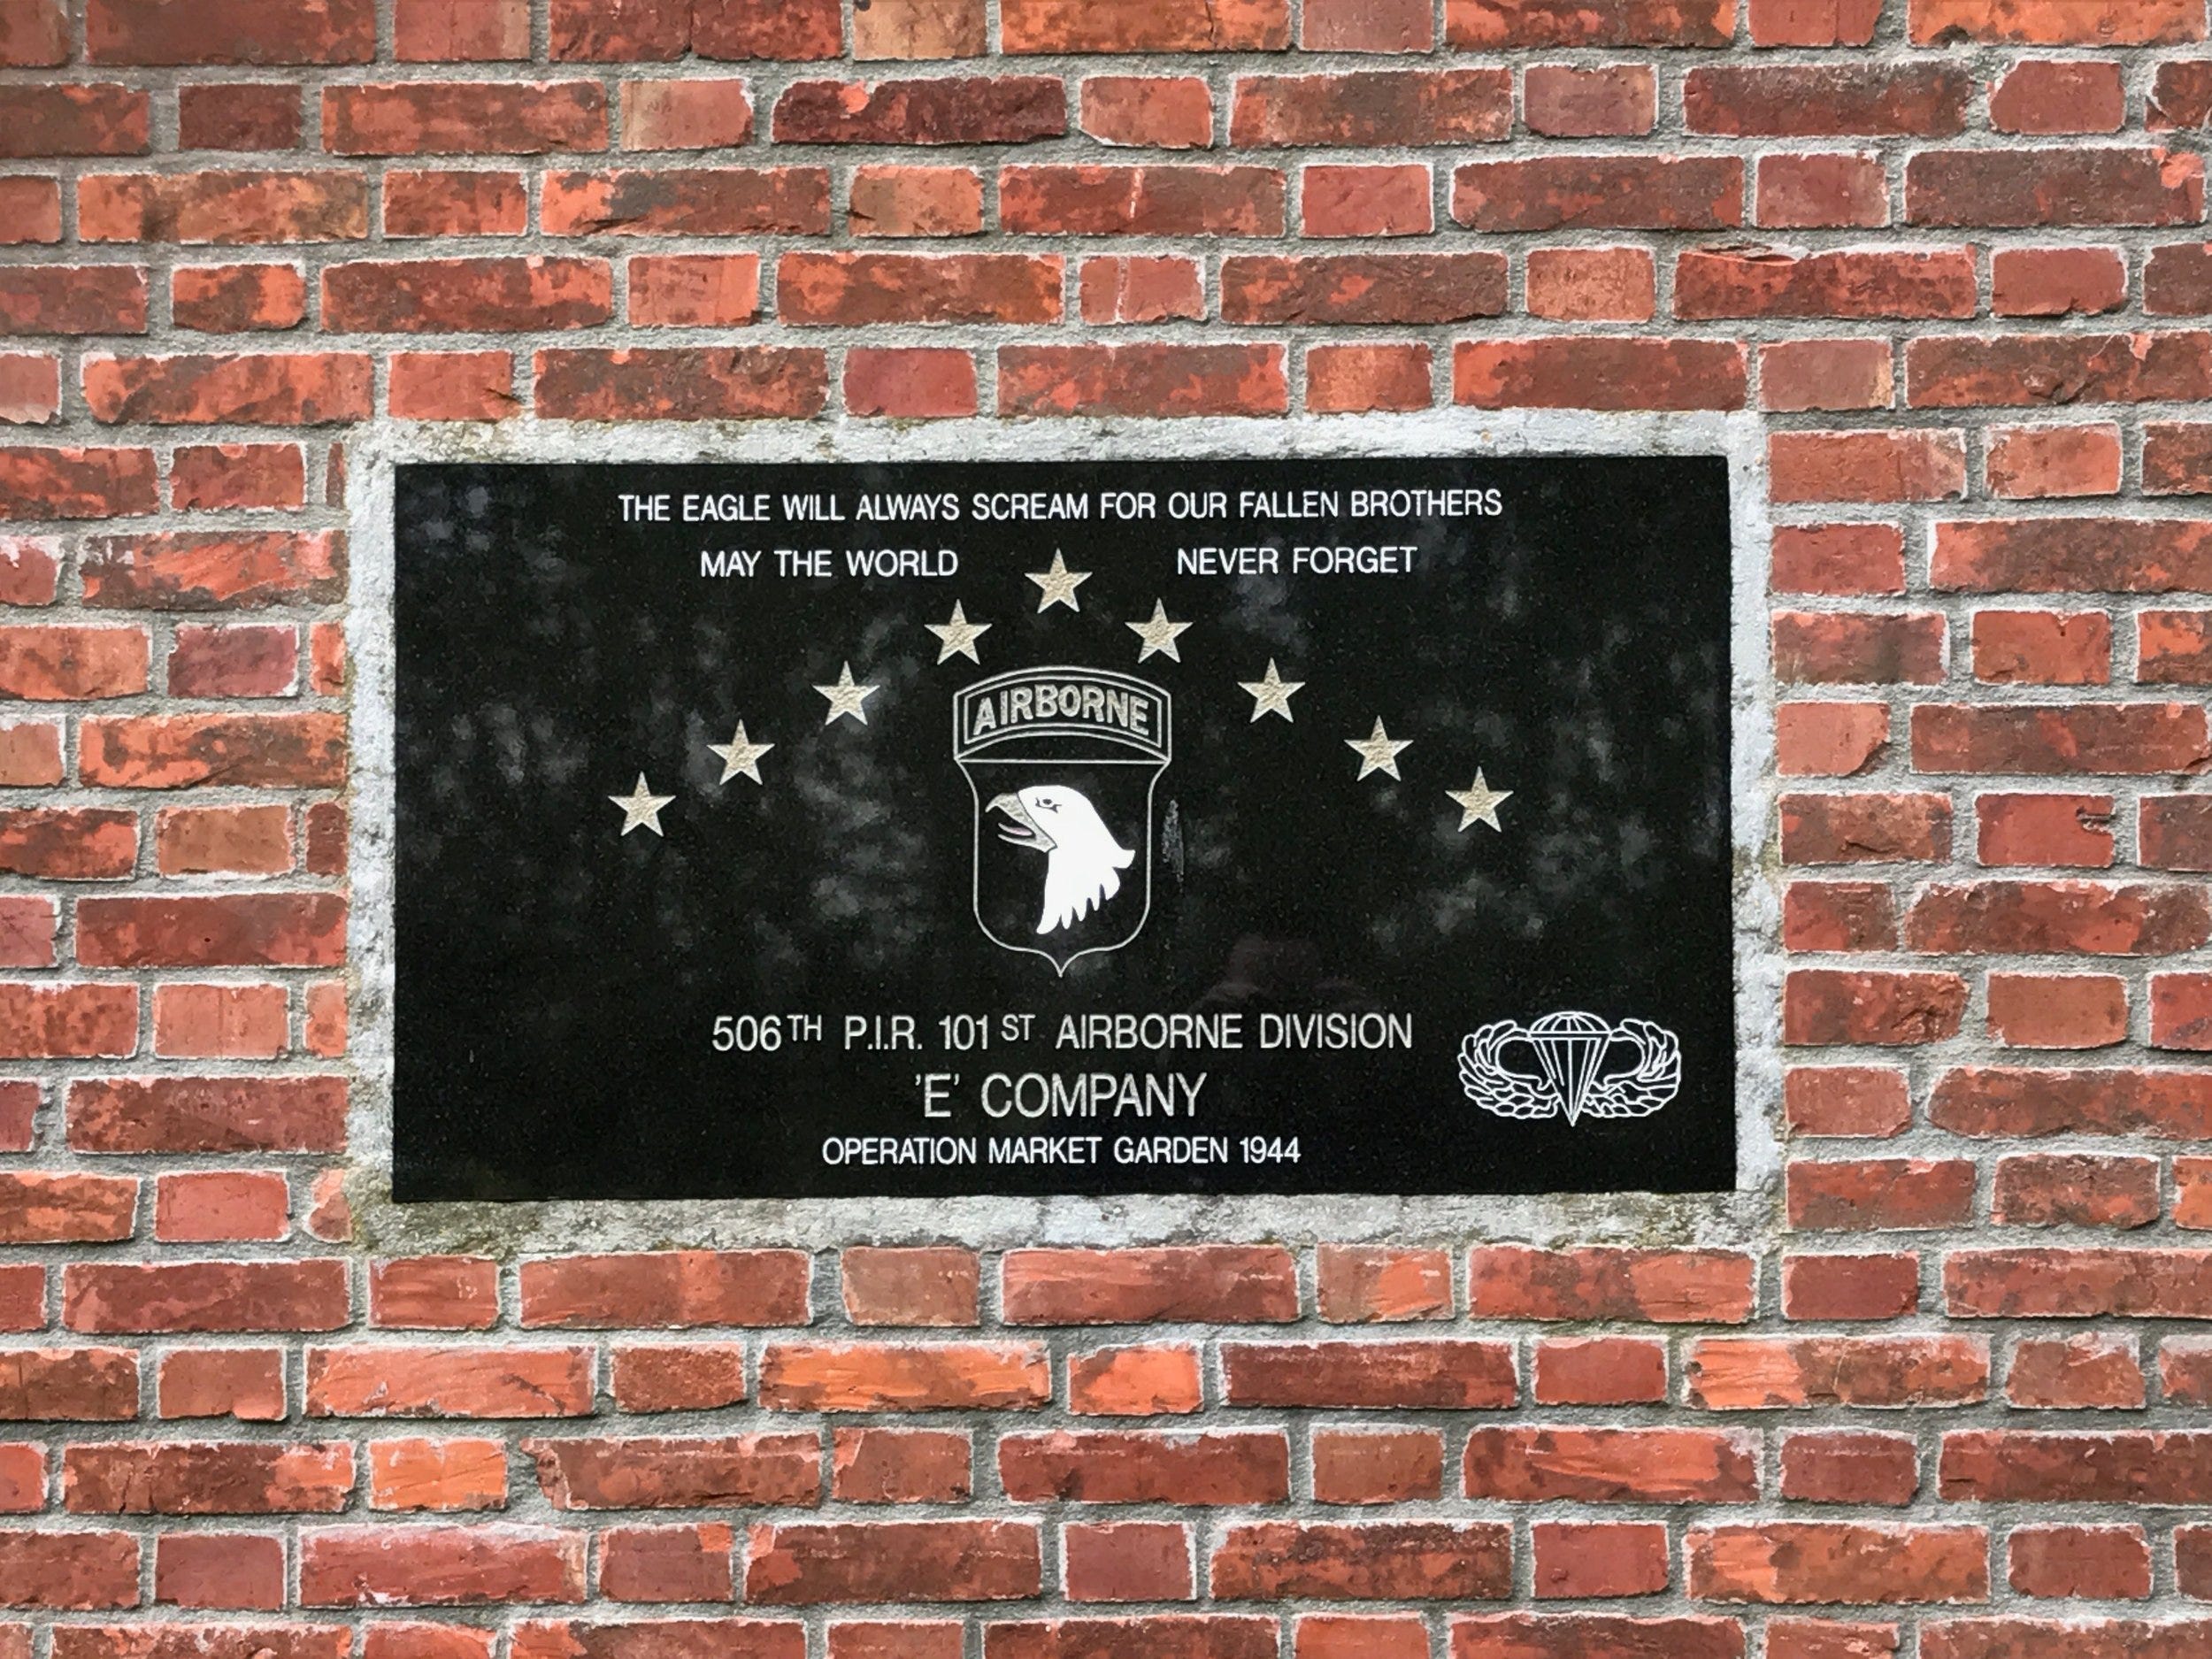 THE EAGLE WILL ALWAYS SCREAM FOR OUR FALLEN BROTHERS
MAY THE WORLD NEVER FORGET
AIRBORNE
506TH P.I.R. 101ST AIRBORNE DIVISION
'E' COMPANY
OPERATION MARKET GARDEN 1944